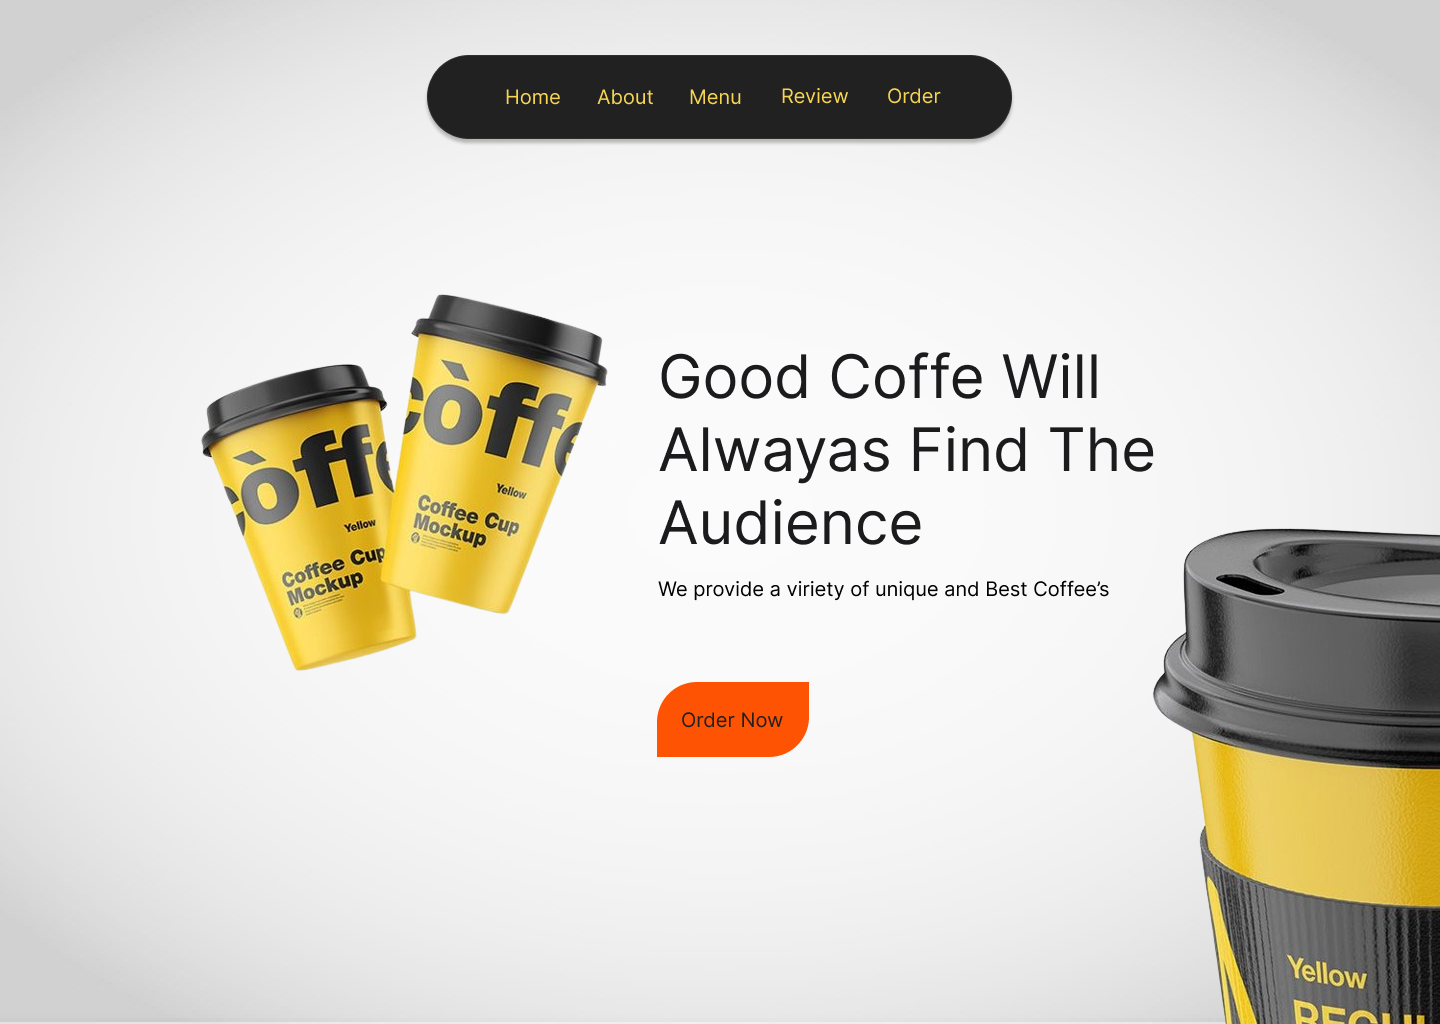 Home About Menu Review Order
còffe
Yellow
Coffee Cup
Mockup
còffe
Yellow
Coffee Cup
Mockup
Good Coffe Will
Alwayas Find The
Audience
We provide a viriety of unique and Best Coffee’s
Order Now
Yellow